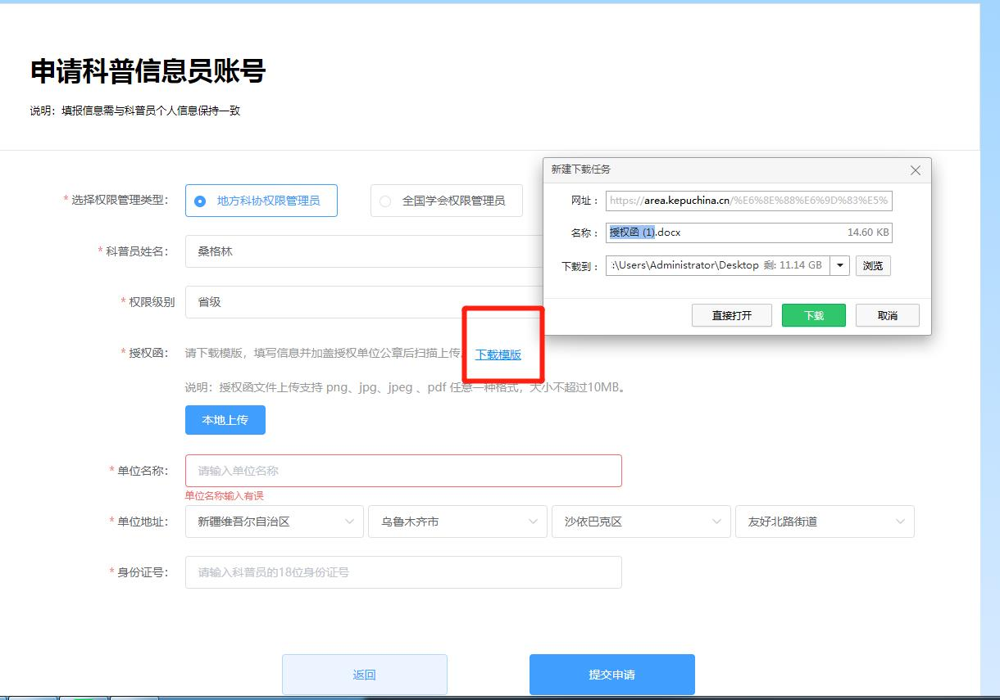 申请科普信息员账号
说明：填报信息需与科普员个人信息保持一致
* 选择权限管理类型：
地方科协权限管理员
全国学会权限管理员
* 科普员姓名：
桑格林
* 权限级别
省级
新建下载任务
网址：
https://area.kepuchina.cn/%E6%8E%88%E6%9D%83%E5%
名称：
授权函 (1).docx
14.60 KB
下载到：
:\Users\Administrator\Desktop
剩: 11.14 GB
浏览
直接打开
下载
取消
* 授权函：
请下载模版，填写信息并加盖授权单位公章后扫描上传。
下载模版
说明：授权函文件上传支持 png、jpg、jpeg 、pdf 任意一种格式，大小不超过10MB。
本地上传
* 单位名称：
请输入单位名称
单位名称输入有误
* 单位地址：
新疆维吾尔自治区
乌鲁木齐市
沙依巴克区
友好北路街道
* 身份证号：
请输入科普员的18位身份证号
返回
提交申请